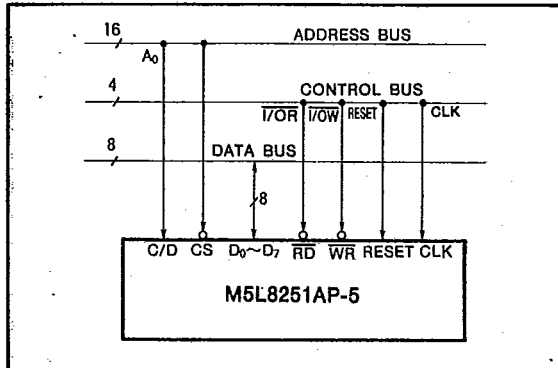 16 ADDRESS BUS
A₀
4 CONTROL BUS
I/OR I/OW RESET CLK
8 DATA BUS
8
C/D CS D₀~D₇ RD WR RESET CLK
M5L8251AP-5